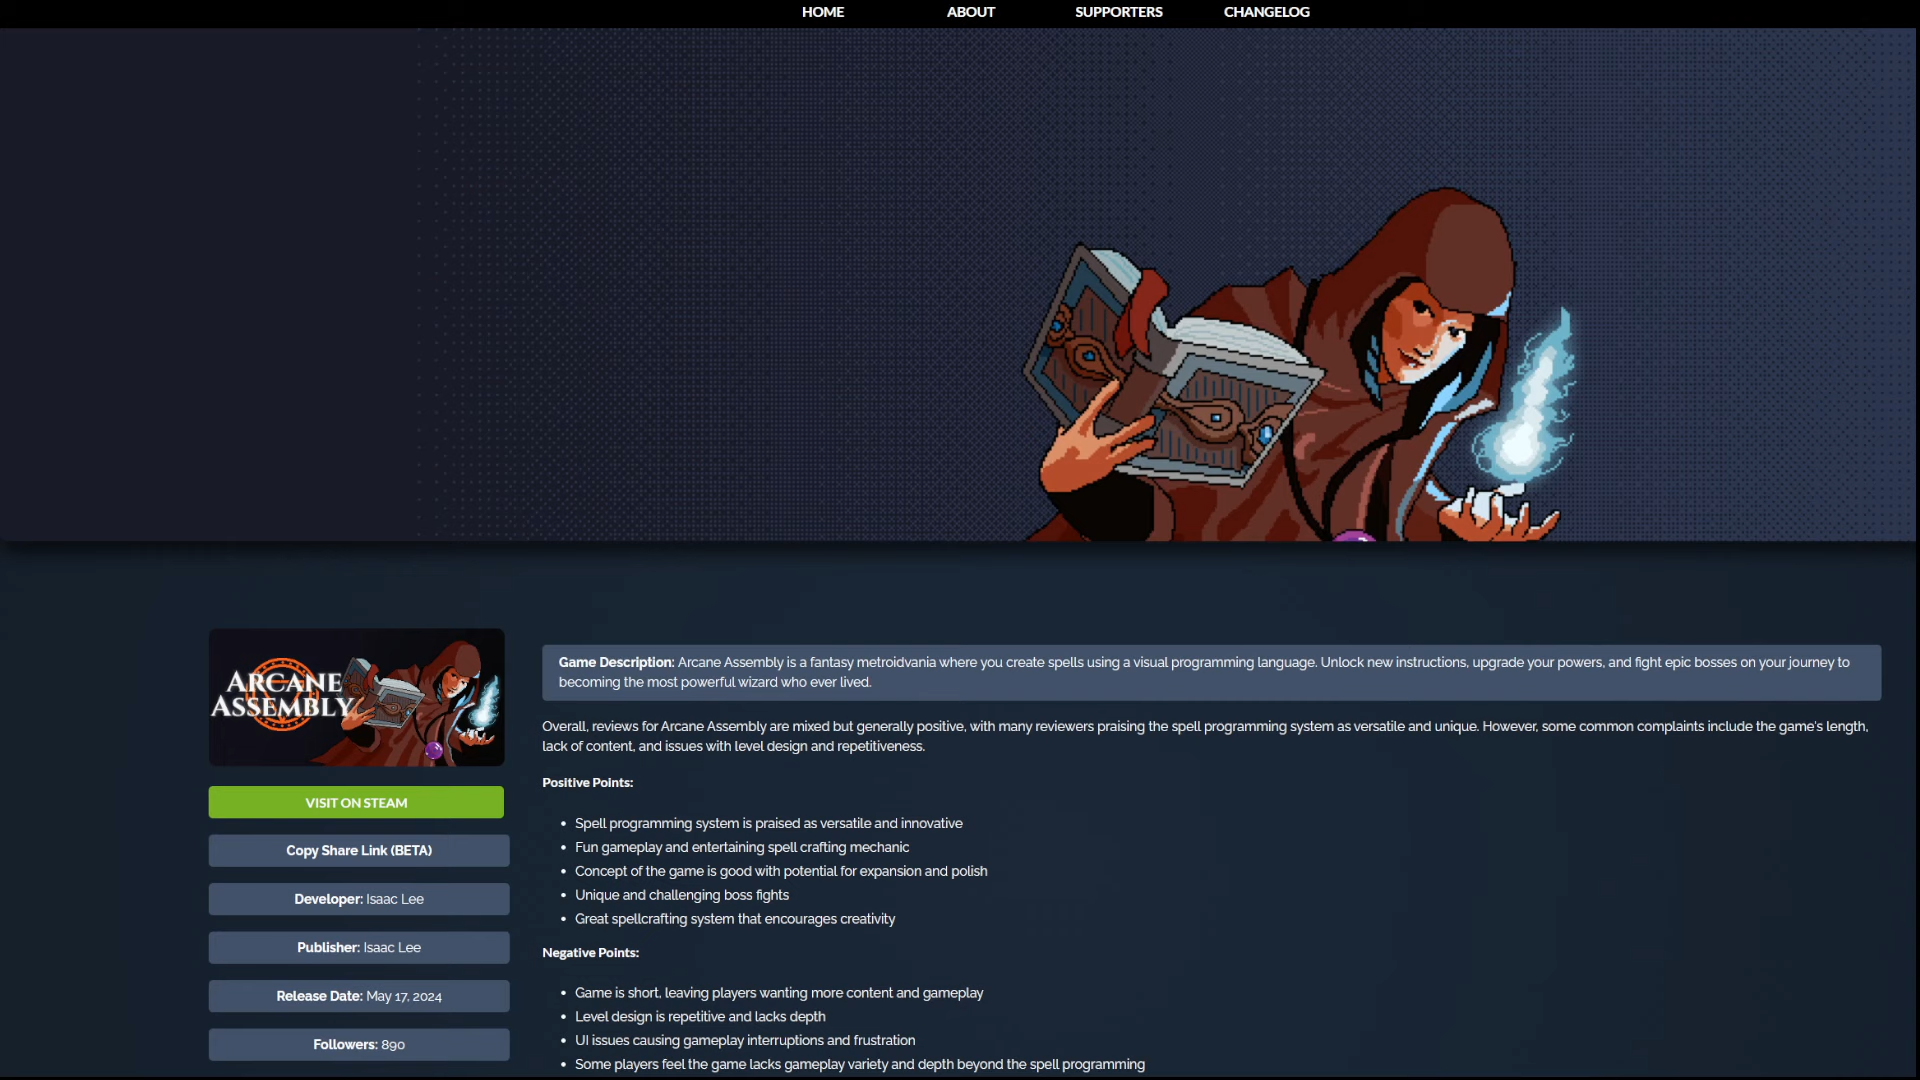 HOME ABOUT SUPPORTERS CHANGELOG
ARCANE
ASSEMBLY
VISIT ON STEAM
Copy Share Link (BETA)
Developer: Isaac Lee
Publisher: Isaac Lee
Release Date: May 17, 2024
Followers: 890
Game Description: Arcane Assembly is a fantasy metroidvania where you create spells using a visual programming language. Unlock new instructions, upgrade your powers, and fight epic bosses on your journey to
becoming the most powerful wizard who ever lived.
Overall, reviews for Arcane Assembly are mixed but generally positive, with many reviewers praising the spell programming system as versatile and unique. However, some common complaints include the game's length,
lack of content, and issues with level design and repetitiveness.
Positive Points:
• Spell programming system is praised as versatile and innovative
• Fun gameplay and entertaining spell crafting mechanic
• Concept of the game is good with potential for expansion and polish
• Unique and challenging boss fights
• Great spellcrafting system that encourages creativity
Negative Points:
• Game is short, leaving players wanting more content and gameplay
• Level design is repetitive and lacks depth
• UI issues causing gameplay interruptions and frustration
• Some players feel the game lacks gameplay variety and depth beyond the spell programming